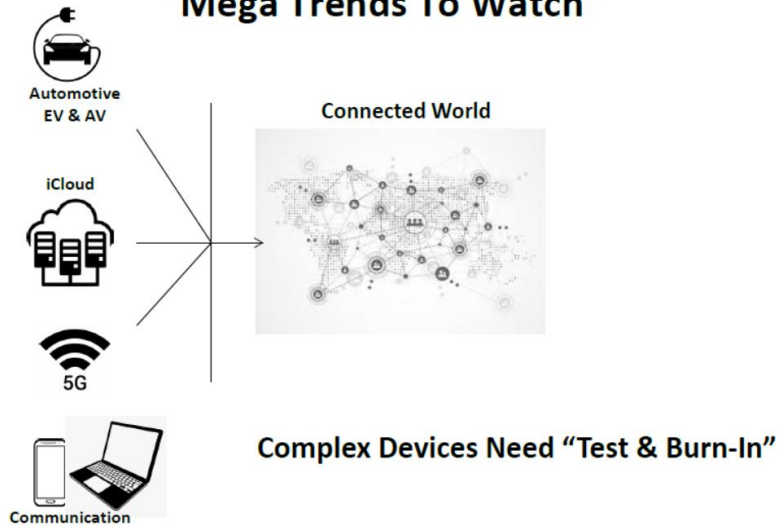 Mega Trends To Watch
Automotive
EV & AV
Connected World
iCloud
5G
Complex Devices Need “Test & Burn-In”
Communication